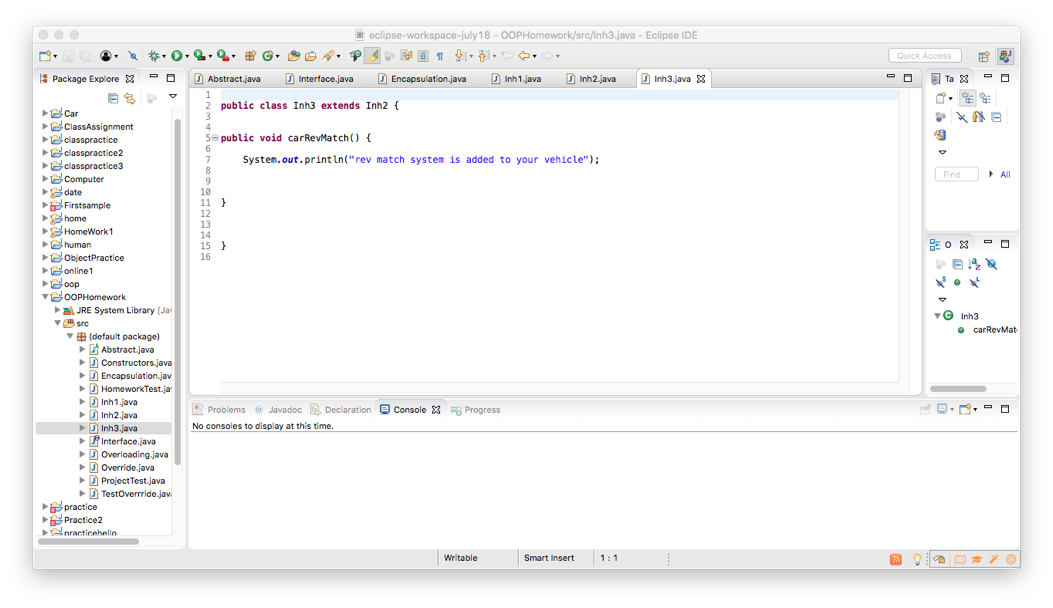 eclipse-workspace-july18 - OOPHomework/src/Inh3.java - Eclipse IDE
Quick Access
Package Explorer
Car
ClassAssignment
classpractice
classpractice2
classpractice3
Computer
date
Firstsample
home
HomeWork1
human
ObjectPractice
online1
oop
OOPHomework
JRE System Library [Jav
src
(default package)
Abstract.java
Constructors.java
Encapsulation.jav
HomeworkTest.jav
Inh1.java
Inh2.java
Inh3.java
Interface.java
Overloading.java
Override.java
ProjectTest.java
TestOverrride.java
practice
Practice2
practicehello
Abstract.java Interface.java Encapsulation.java Inh1.java Inh2.java Inh3.java
1
2 public class Inh3 extends Inh2 {
3
4
5 public void carRevMatch() {
6
7 System.out.println("rev match system is added to your vehicle");
8
9
10
11 }
12
13
14
15 }
16
Problems Javadoc Declaration Console Progress
No consoles to display at this time.
Ta
Find All
O
Inh3
carRevMat
Writable Smart Insert 1 : 1